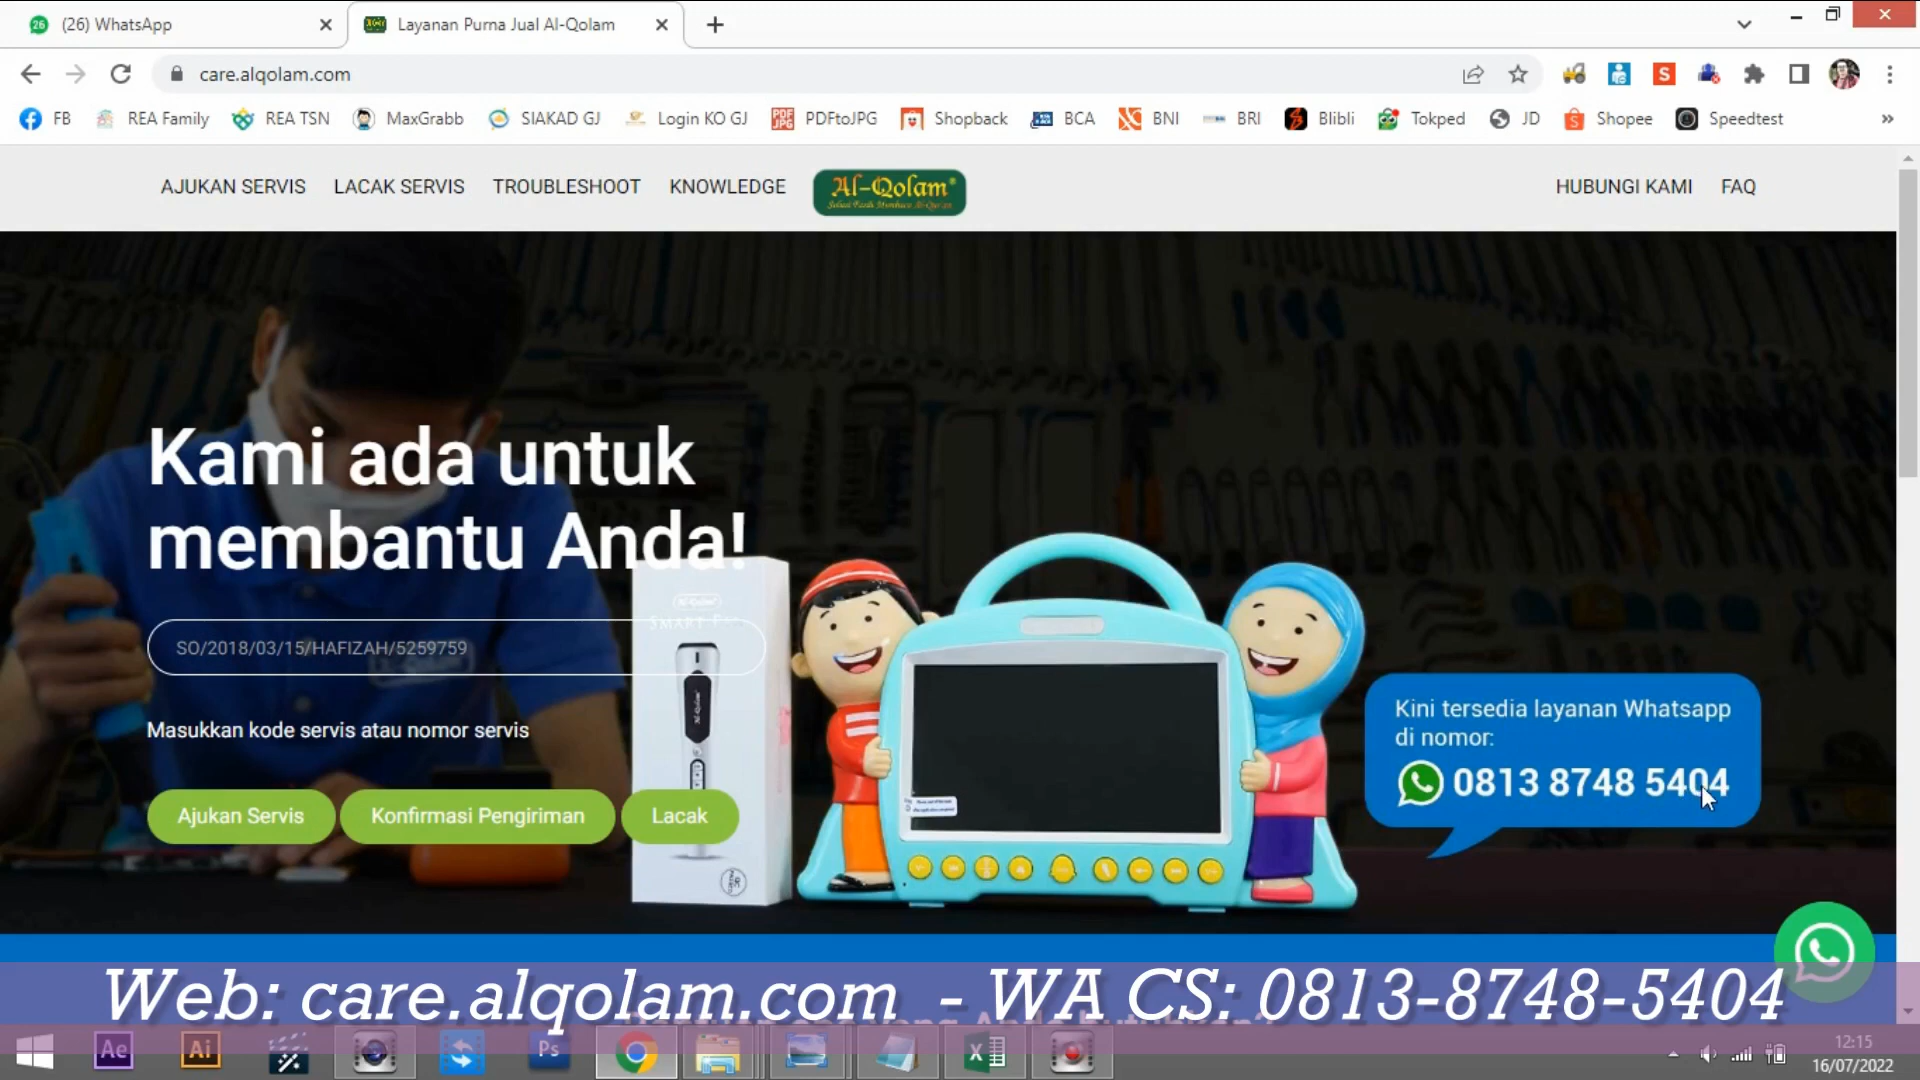 (26) WhatsApp
Layanan Purna Jual Al-Qolam
care.alqolam.com
FB
REA Family
REA TSN
MaxGrabb
SIAKAD GJ
Login KO GJ
PDFtoJPG
Shopback
BCA
BNI
BRI
Blibli
Tokped
JD
Shopee
Speedtest
AJUKAN SERVIS
LACAK SERVIS
TROUBLESHOOT
KNOWLEDGE
Al-Qolam®
HUBUNGI KAMI
FAQ
Kami ada untuk
membantu Anda!
SO/2018/03/15/HAFIZAH/5259759
Masukkan kode servis atau nomor servis
Ajukan Servis
Konfirmasi Pengiriman
Lacak
Kini tersedia layanan Whatsapp
di nomor:
0813 8748 5404
Web: care.alqolam.com - WA CS: 0813-8748-5404
Ae
Ai
Ps
12:15
16/07/2022